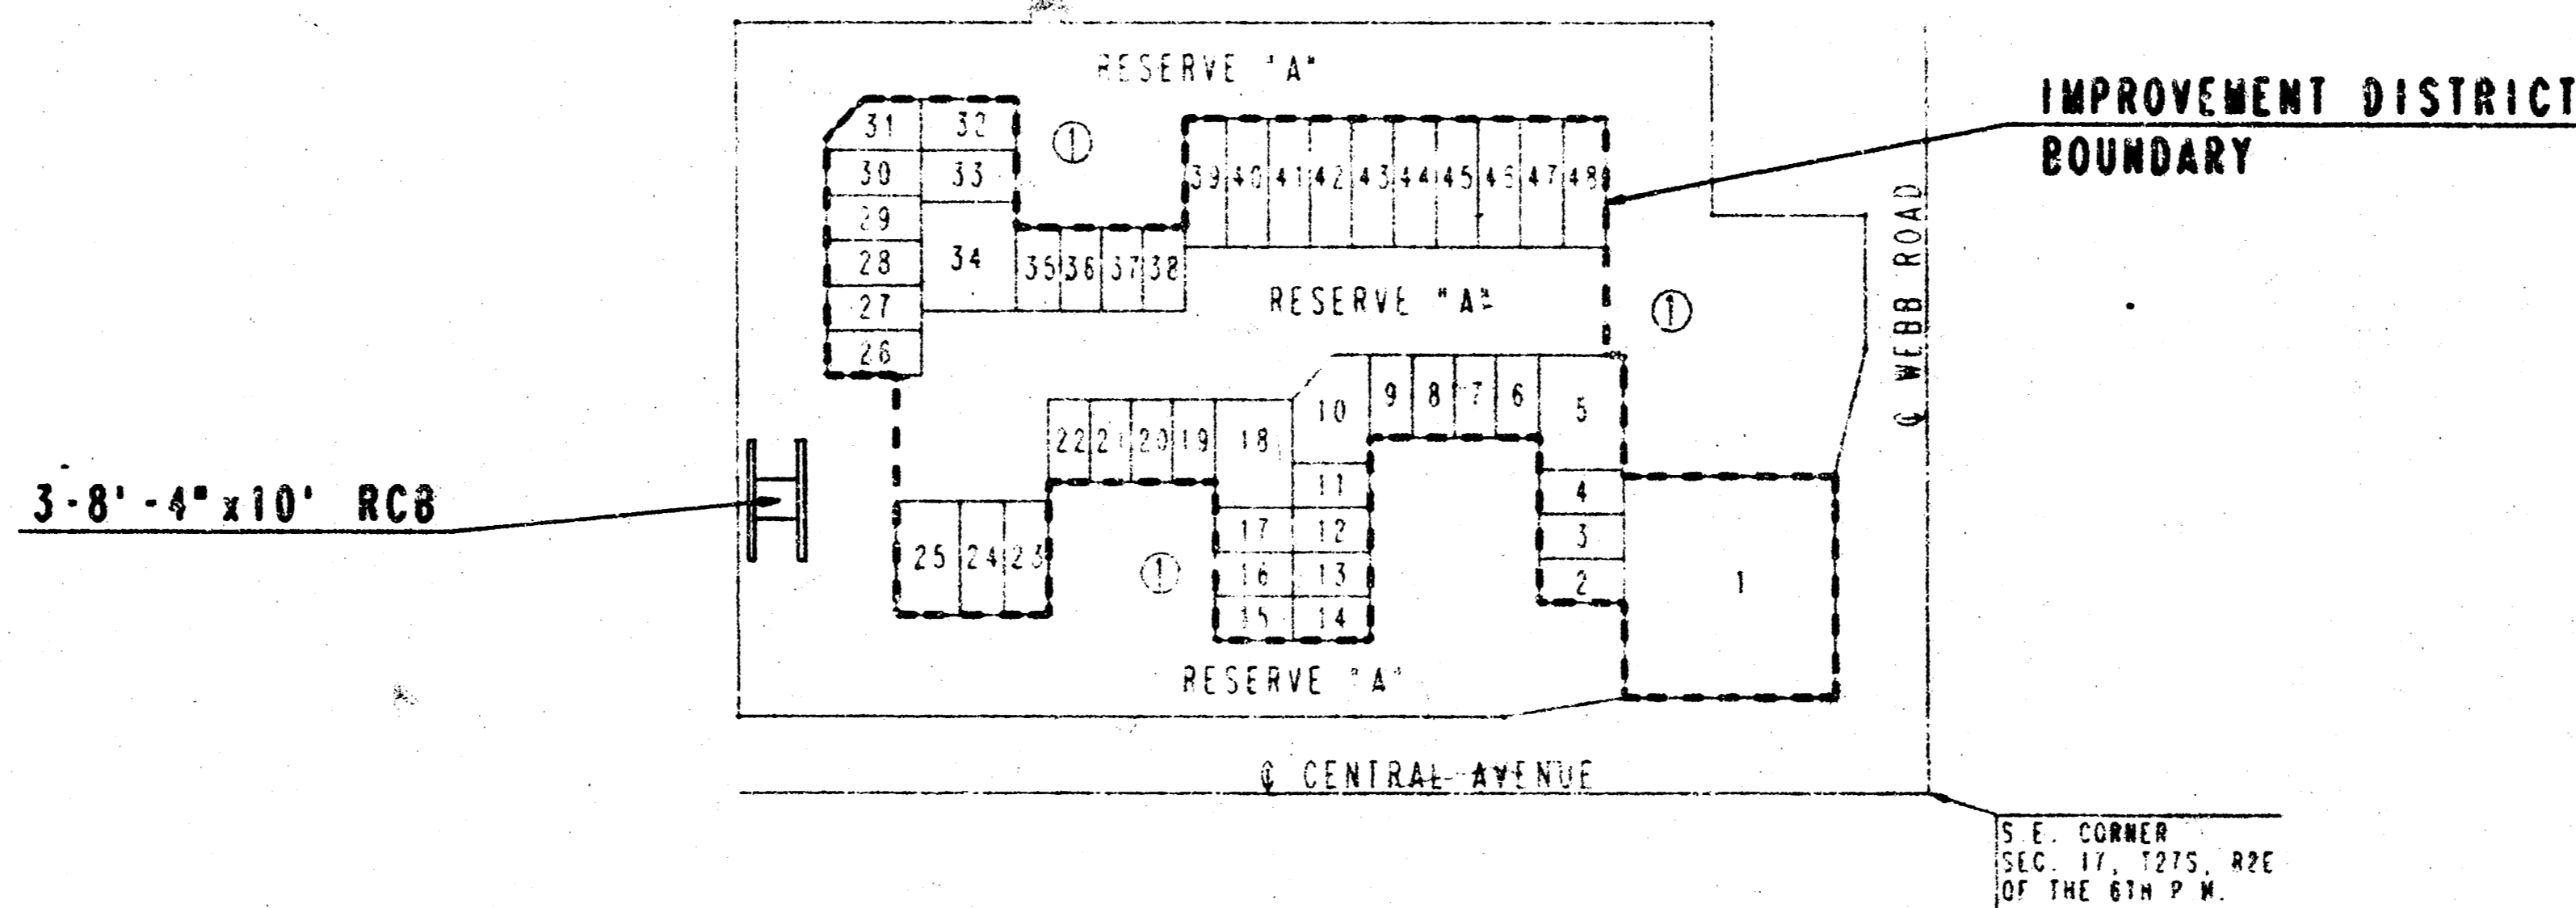 RESERVE "A"
IMPROVEMENT DISTRICT
BOUNDARY
31 32
30 33
29
28 34
27
26
①
39 40 41 42 43 44 45 46 47 48
35 36 37 38
RESERVE "A"
①
℄ WEBB ROAD
22 21 20 19 18
10 9 8 7 6 5
11
17 12
16 13
15 14
4
3
2
1
25 24 23
①
3-8'-4"x10' RCB
RESERVE "A"
℄ CENTRAL AVENUE
S.E. CORNER
SEC. 17, T27S, R2E
OF THE 6TH P.M.